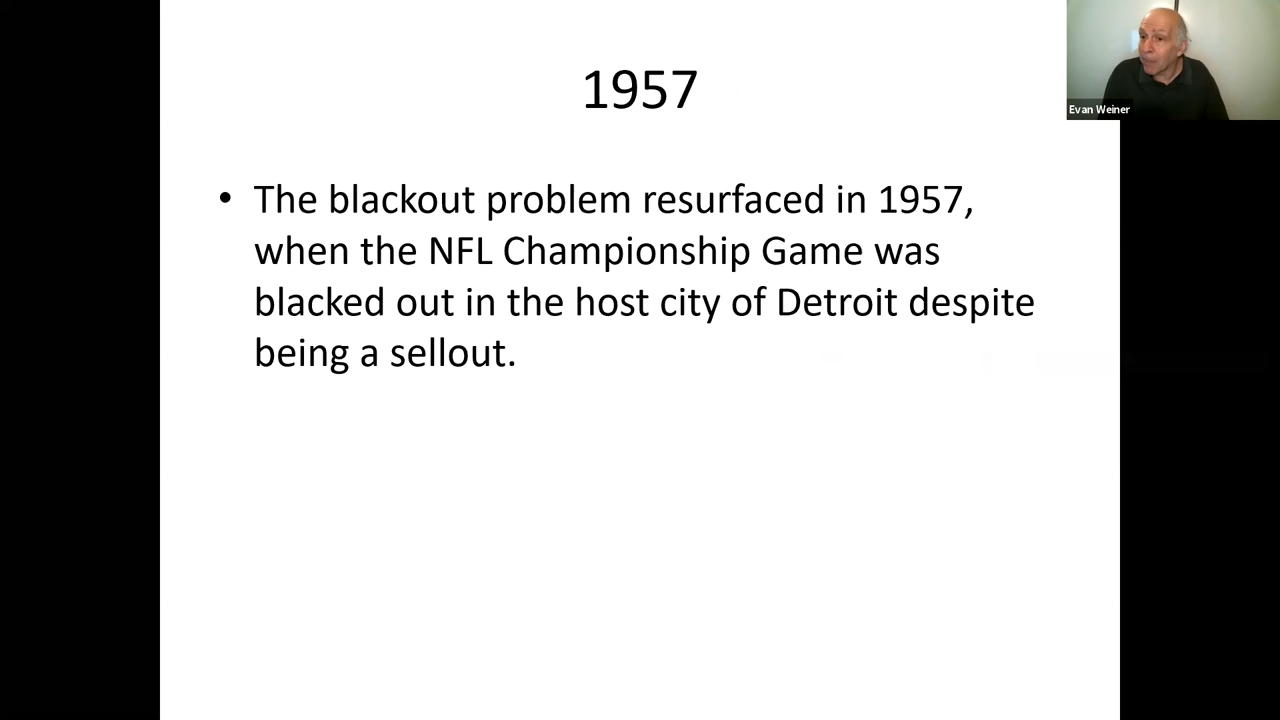 1957
Evan Weiner
• The blackout problem resurfaced in 1957,
when the NFL Championship Game was
blacked out in the host city of Detroit despite
being a sellout.